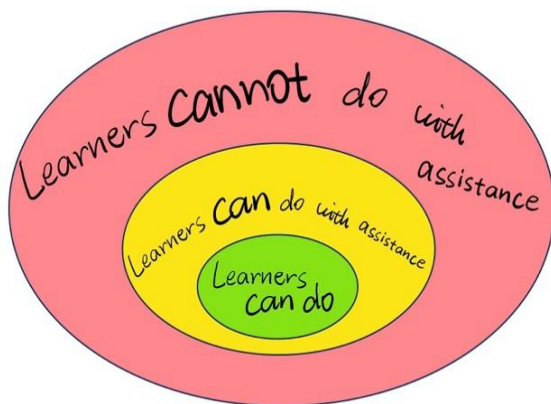 Learners cannot do with
assistance
Learners can do with assistance
Learners
can do